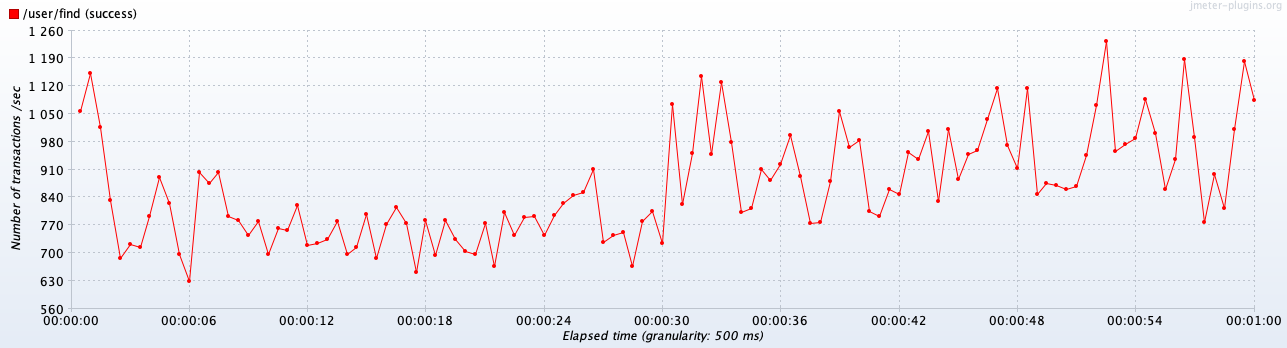 jmeter-plugins.org
/user/find (success)
1 260
1 190
1 120
1 050
980
910
840
770
700
630
560
Number of transactions /sec
00:00:00 00:00:06 00:00:12 00:00:18 00:00:24 00:00:30 00:00:36 00:00:42 00:00:48 00:00:54 00:01:00
Elapsed time (granularity: 500 ms)